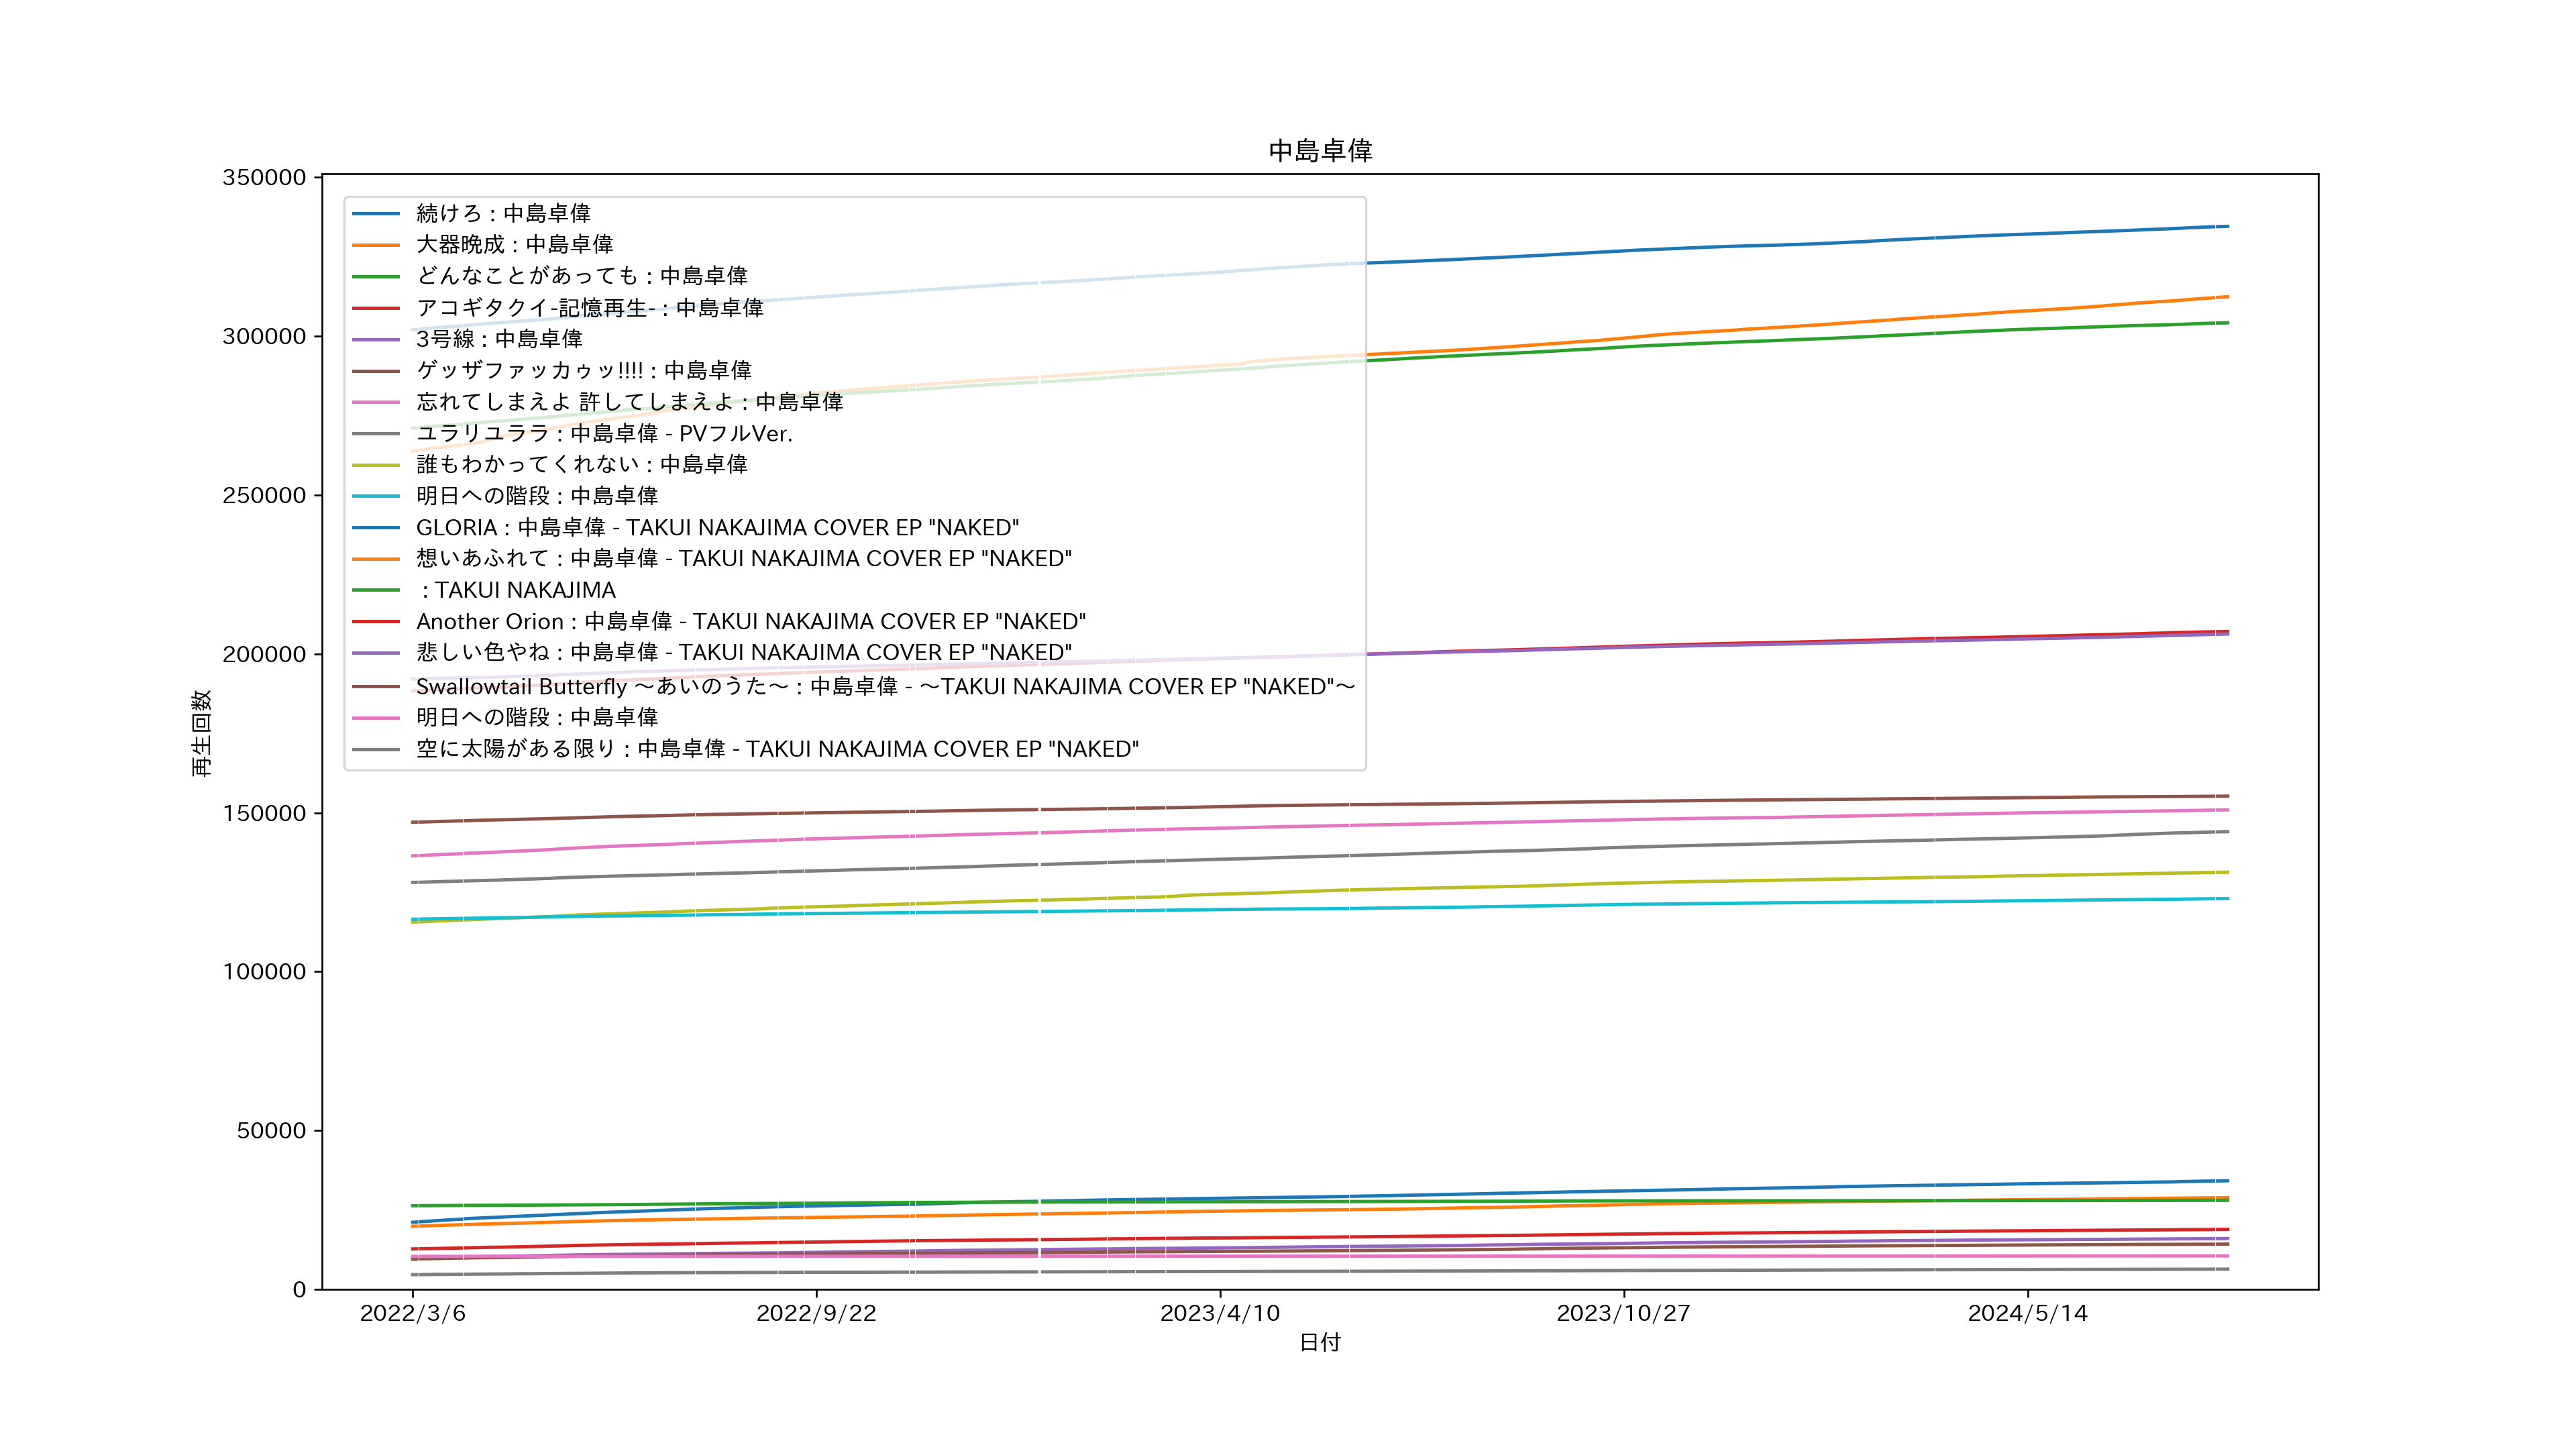 中島卓偉
350000
300000
250000
200000
150000
100000
50000
0
再生回数
続けろ : 中島卓偉
大器晩成 : 中島卓偉
どんなことがあっても : 中島卓偉
アコギタクイ-記憶再生- : 中島卓偉
3号線 : 中島卓偉
ゲッザファッカゥッ!!!! : 中島卓偉
忘れてしまえよ 許してしまえよ : 中島卓偉
ユラリユララ : 中島卓偉 - PVフルVer.
誰もわかってくれない : 中島卓偉
明日への階段 : 中島卓偉
GLORIA : 中島卓偉 - TAKUI NAKAJIMA COVER EP "NAKED"
想いあふれて : 中島卓偉 - TAKUI NAKAJIMA COVER EP "NAKED"
: TAKUI NAKAJIMA
Another Orion : 中島卓偉 - TAKUI NAKAJIMA COVER EP "NAKED"
悲しい色やね : 中島卓偉 - TAKUI NAKAJIMA COVER EP "NAKED"
Swallowtail Butterfly 〜あいのうた〜 : 中島卓偉 - 〜TAKUI NAKAJIMA COVER EP "NAKED"〜
明日への階段 : 中島卓偉
空に太陽がある限り : 中島卓偉 - TAKUI NAKAJIMA COVER EP "NAKED"
2022/3/6 2022/9/22 2023/4/10 2023/10/27 2024/5/14
日付